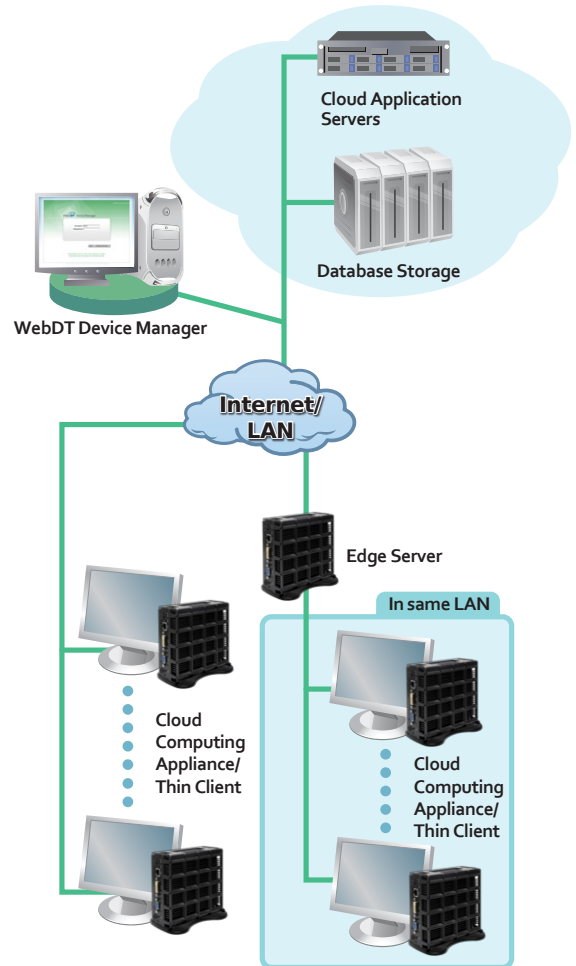 Cloud Application
Servers
Database Storage
WebDT Device Manager
Internet/
LAN
Edge Server
In same LAN
Cloud
Computing
Appliance/
Thin Client
Cloud
Computing
Appliance/
Thin Client